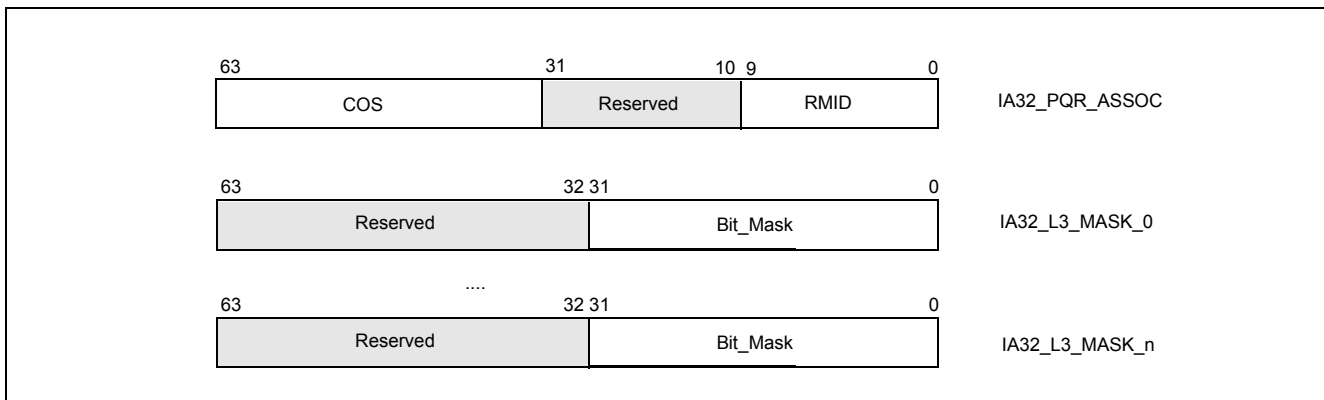 63 31 10 9 0
COS Reserved RMID IA32_PQR_ASSOC
63 32 31 0
Reserved Bit_Mask IA32_L3_MASK_0
....
63 32 31 0
Reserved Bit_Mask IA32_L3_MASK_n